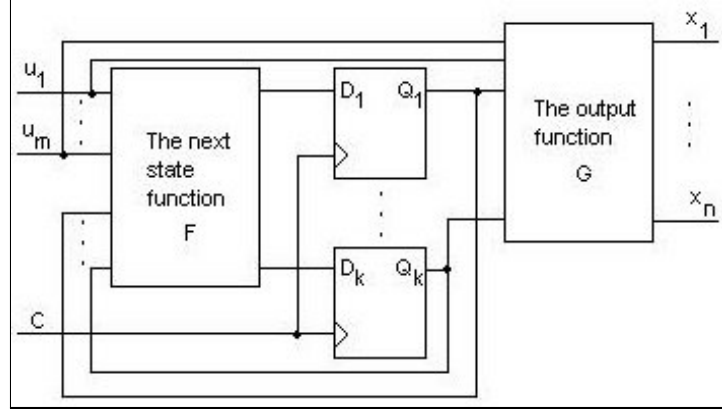 x1
u1
D1
Q1
The output
function
G
um
The next
state
function
F
xn
Dk
Qk
C